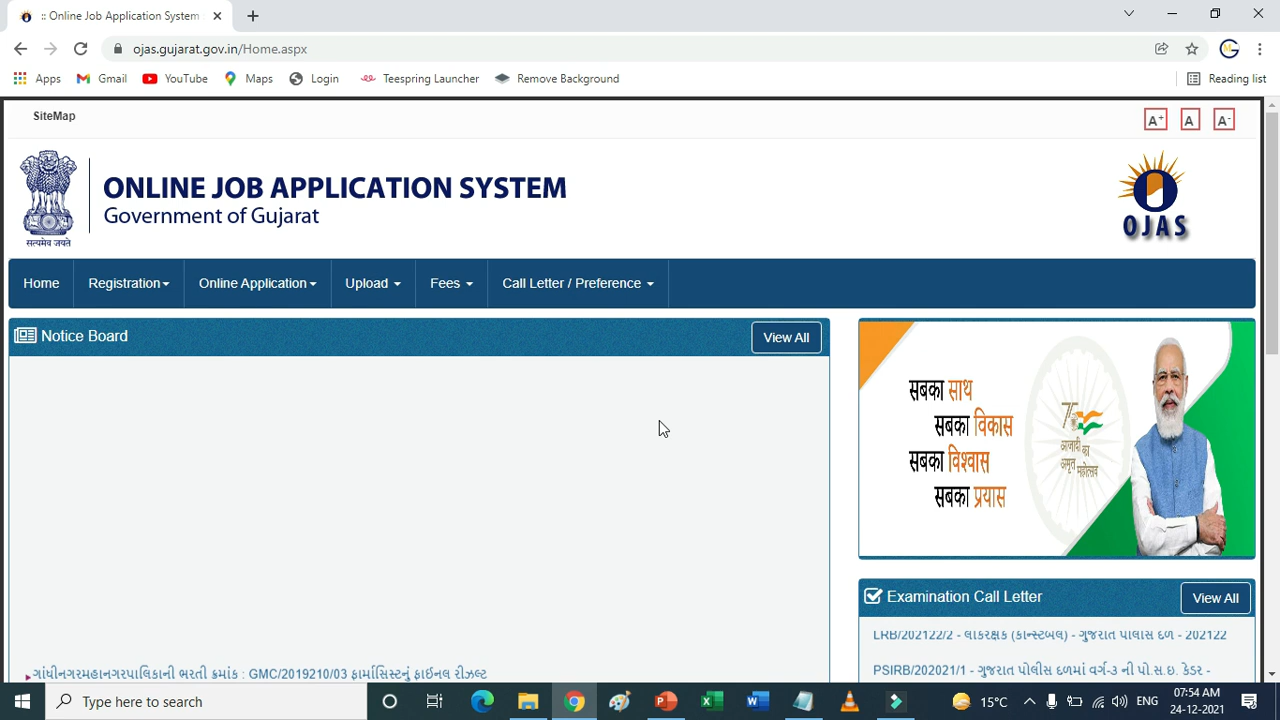 :: Online Job Application System
ojas.gujarat.gov.in/Home.aspx
Apps Gmail YouTube Maps Login Teespring Launcher Remove Background Reading list
SiteMap
A+ A A-
सत्यमेव जयते
ONLINE JOB APPLICATION SYSTEM
Government of Gujarat
OJAS
Home Registration Online Application Upload Fees Call Letter / Preference
Notice Board View All
सबका साथ
सबका विकास
सबका विश्वास
सबका प्रयास
75
आज़ादी का
अमृत महोत्सव
Examination Call Letter View All
LRB/202122/2 - લોકરક્ષક (કોન્સ્ટેબલ) - ગુજરાત પોલીસ દળ - 202122
PSIRB/202021/1 - ગુજરાત પોલીસ દળમાં વર્ગ-૩ ની પો.સ.ઇ. કેડર -
ગાંધીનગરમહાનગરપાલિકાની ભરતી ક્રમાંક : GMC/2019210/03 ફાર્માસિસ્ટનું ફાઈનલ રીઝલ્ટ
Type here to search
15°C
ENG
07:54 AM
24-12-2021